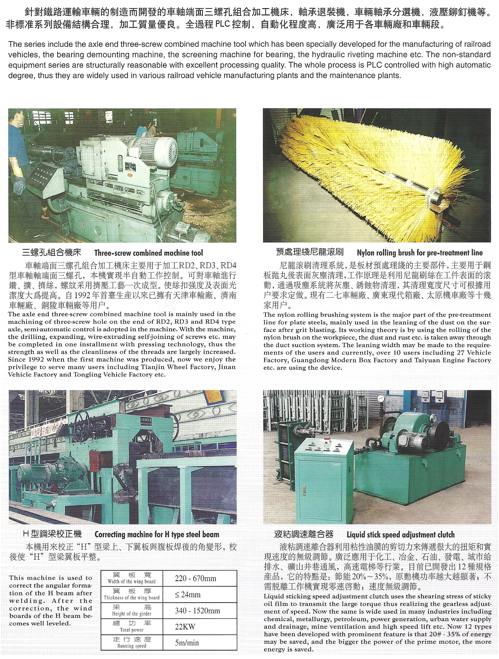 針對鐵路運輸車輛的制造而開發的車軸端面三螺孔組合加工機床，軸承退裝機，車輛軸承分選機、液壓鉚釘機等。
非標准系列設備結構合理，加工質量優良。全過程PLC控制，自動化程度高，廣泛用于各車輛廠和車輛段。
The series include the axle end three-screw combined machine tool which has been specially developed for the manufacturing of railroad
vehicles, the bearing demounting machine, the screening machine for bearing, the hydraulic riveting machine etc. The non-standard
equipment series are structurally reasonable with excellent processing quality. The whole process is PLC controlled with high automatic
degree, thus they are widely used in various railroad vehicle manufacturing plants and the maintenance plants.
三螺孔組合機床 Three-screw combined machine tool
車軸端面三螺孔組合加工機床主要用于加工RD2, RD3, RD4
型車軸軸端面三螺孔，本機實現半自動工作控制。可對車軸進行
鑽、擴、擠絲，螺紋采用擠壓工藝一次成型。使絲扣强度及表面光
潔度大爲提高。自1992年首臺生産以來已擁有天津車輪廠、濟南
車輛廠、銅陵車輛廠等用户。
The axle end three-screw combined machine tool is mainly used in the
machining of three-screw hole on the end of RD2, RD3 and RD4 type
axle, semi-automatic control is adopted in the machine. With the machine,
the drilling, expanding, wire-extruding self-joining of screws etc. may
be completed in one installment with pressing technology, thus the
strength as well as the cleanliness of the threads are largely increased.
Since 1992 when the first machine was produced, now we enjoy the
privilege to serve many users including Tianjin Wheel Factory, Jinan
Vehicle Factory and Tongling Vehicle Factory etc.
預處理綫尼龍滾刷 Nylon rolling brush for pre-treatment line
尼龍滾刷清理系統，是板材預處理綫的主要部件，主要用于鋼
板拋丸後表面灰塵清理，工作原理是利用尼龍刷絲在工件表面的滾
動，通過吸塵系統將灰塵、銹蝕物清理，其清理寬度尺寸可根據用
户要求定做。現有二七車輛廠、廣東現代箱廠、太原機車廠等十幾
家用户。
The nylon rolling brushing system is the major part of the pre-treatment
line for plate steels, mainly used in the leaning of the dust on the sur-
face after grit blasting. Its working theory is by using the rolling of the
nylon brush on the workpiece, the dust and rust etc. is taken away through
the duct suction system. The leaning width may be made to the require-
ments of the users and currently, over 10 users including 27 Vehicle
Factory, Guangdong Modern Box Factory and Taiyuan Engine Factory
etc. are using the device.
H型鋼梁校正機 Correcting machine for H type steel beam
本機用來校正“H”型梁上、下翼板與腹板焊後的角變形，校
後使“H”型梁翼板平整。
This machine is used to
correct the angular forma-
tion of the H beam after
welding. After the
correction, the wind
boards of the H beam be-
comes well leveled.
翼板寬 220 - 670mm
Width of the wing board
翼板厚 ≤ 24mm
Thickness of the wing board
梁高 340 - 1520mm
Height of the girder
總功率 22KW
Total power
走行速度 5m/min
Running speed
液粘調速離合器 Liquid stick speed adjustment clutch
液粘調速離合器利用粘性油膜的剪切力來傳遞很大的扭矩和實
現速度的無級調節。廣泛應用于化工、冶金、石油、發電、城市給
排水、礦山井巷通風、高速電梯等行業。目前已開發出12種規格
産品，它的特點是：節能20%－35%，原動機功率越大越顯著；不
需脱離工作機實現零速啓動；速度無級調節。
Liquid sticking speed adjustment clutch uses the shearing stress of sticky
oil film to transmit the large torque thus realizing the gearless adjust-
ment of speed. Now the same is wide used in many industries including
chemical, metallurgy, petroleum, power generation, urban water supply
and drainage, mine ventilation and high speed lift etc. Now 12 types
have been developed with prominent feature is that 20# - 35% of energy
may be saved, and the bigger the power of the prime motor, the more
energy is saved.